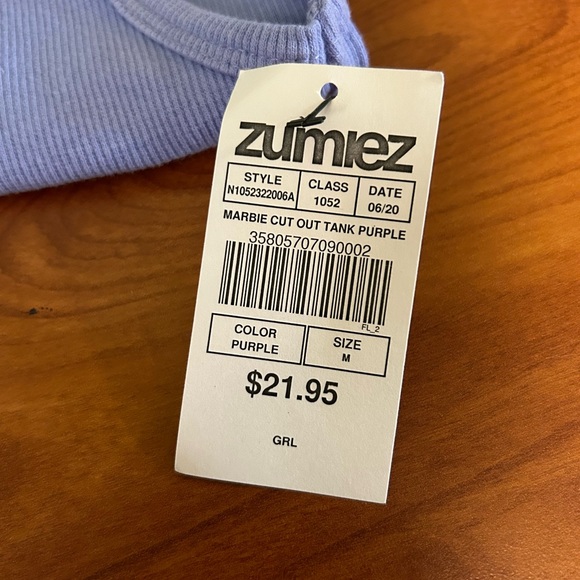 zumiez
STYLE CLASS DATE
N1052322006A 1052 06/20
MARBIE CUT OUT TANK PURPLE
35805707090002
FL_2
COLOR SIZE
PURPLE M
$21.95
GRL